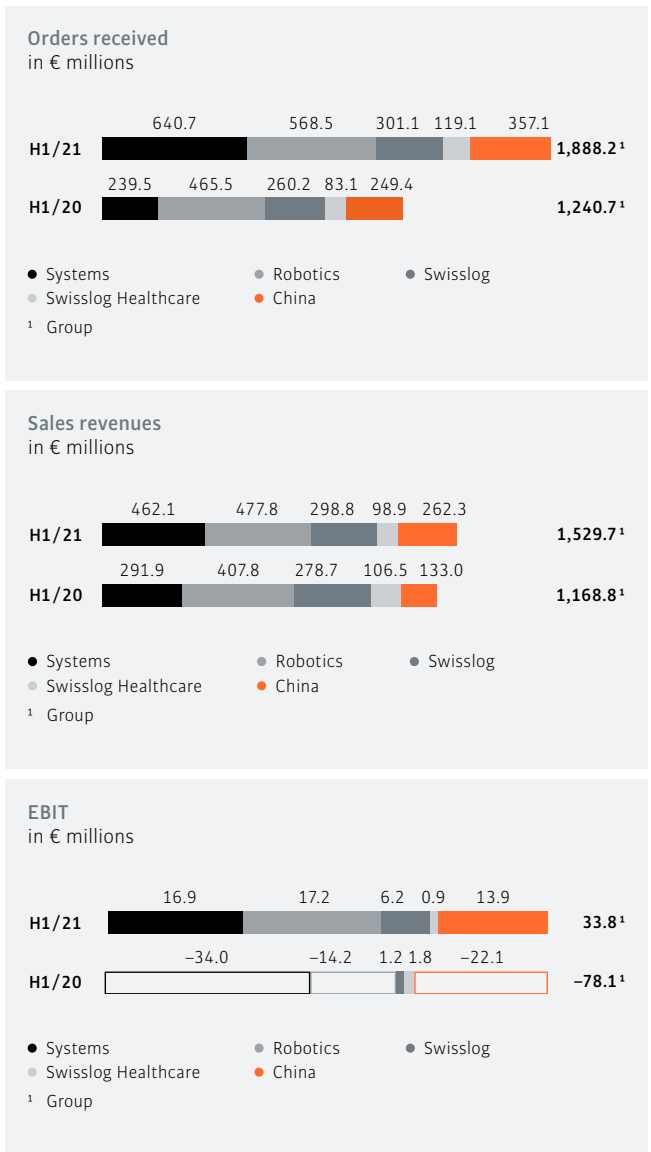 Orders received
in € millions
640.7 568.5 301.1 119.1 357.1
H1/21 1,888.2¹
239.5 465.5 260.2 83.1 249.4
H1/20 1,240.7¹
Systems Robotics Swisslog
Swisslog Healthcare China
¹ Group
Sales revenues
in € millions
462.1 477.8 298.8 98.9 262.3
H1/21 1,529.7¹
291.9 407.8 278.7 106.5 133.0
H1/20 1,168.8¹
Systems Robotics Swisslog
Swisslog Healthcare China
¹ Group
EBIT
in € millions
16.9 17.2 6.2 0.9 13.9
H1/21 33.8¹
–34.0 –14.2 1.2 1.8 –22.1
H1/20 –78.1¹
Systems Robotics Swisslog
Swisslog Healthcare China
¹ Group